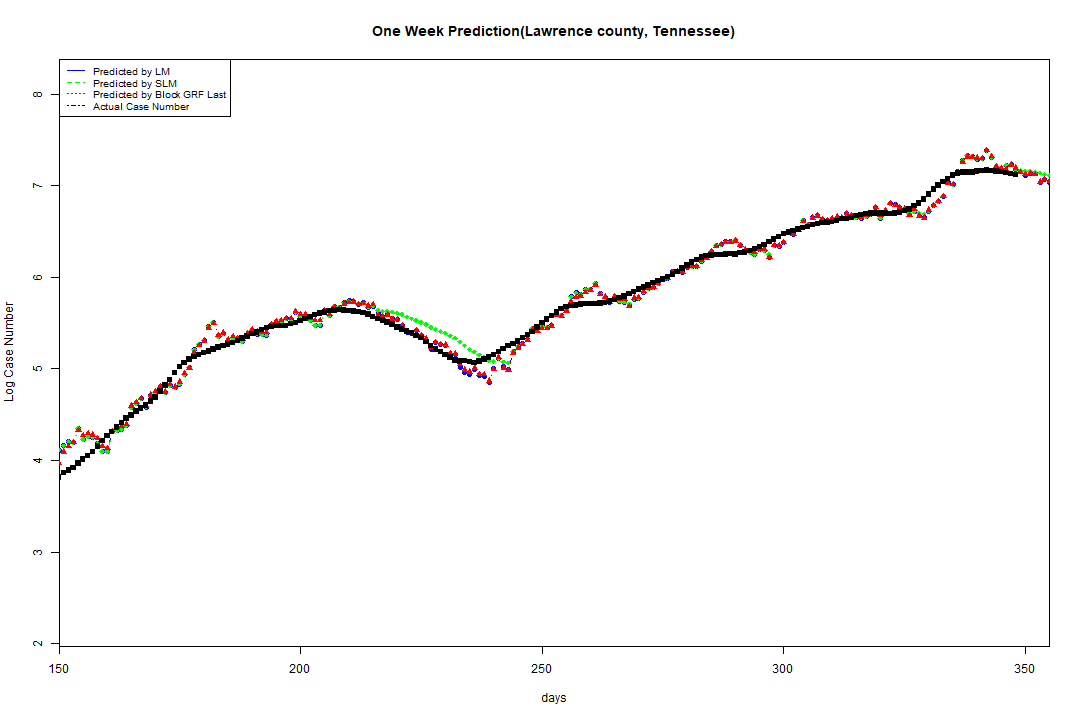 One Week Prediction(Lawrence county, Tennessee)
Predicted by LM
Predicted by SLM
Predicted by Block GRF Last
Actual Case Number
8
7
6
5
4
3
2
Log Case Number
150 200 250 300 350
days